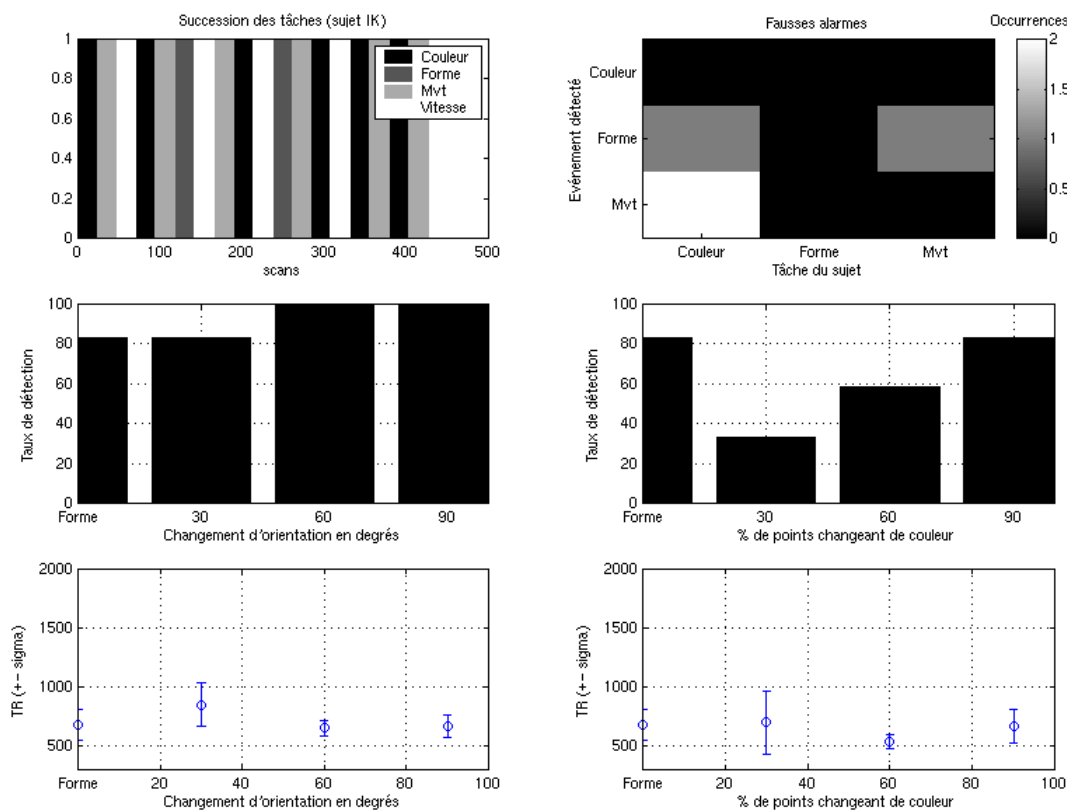 Succession des tâches (sujet IK)
1
0.8
0.6
0.4
0.2
0
Couleur
Forme
Mvt
Vitesse
0 100 200 300 400 500
scans
Fausses alarmes
Occurrences
Evénement détecté
Couleur
Forme
Mvt
Couleur Forme Mvt
Tâche du sujet
2
1.5
1
0.5
0
Taux de détection
100
80
60
40
20
0
Forme 30 60 90
Changement d'orientation en degrés
Taux de détection
100
80
60
40
20
0
Forme 30 60 90
% de points changeant de couleur
TR (+- sigma)
2000
1500
1000
500
Forme 20 40 60 80 100
Changement d'orientation en degrés
TR (+- sigma)
2000
1500
1000
500
Forme 20 40 60 80 100
% de points changeant de couleur